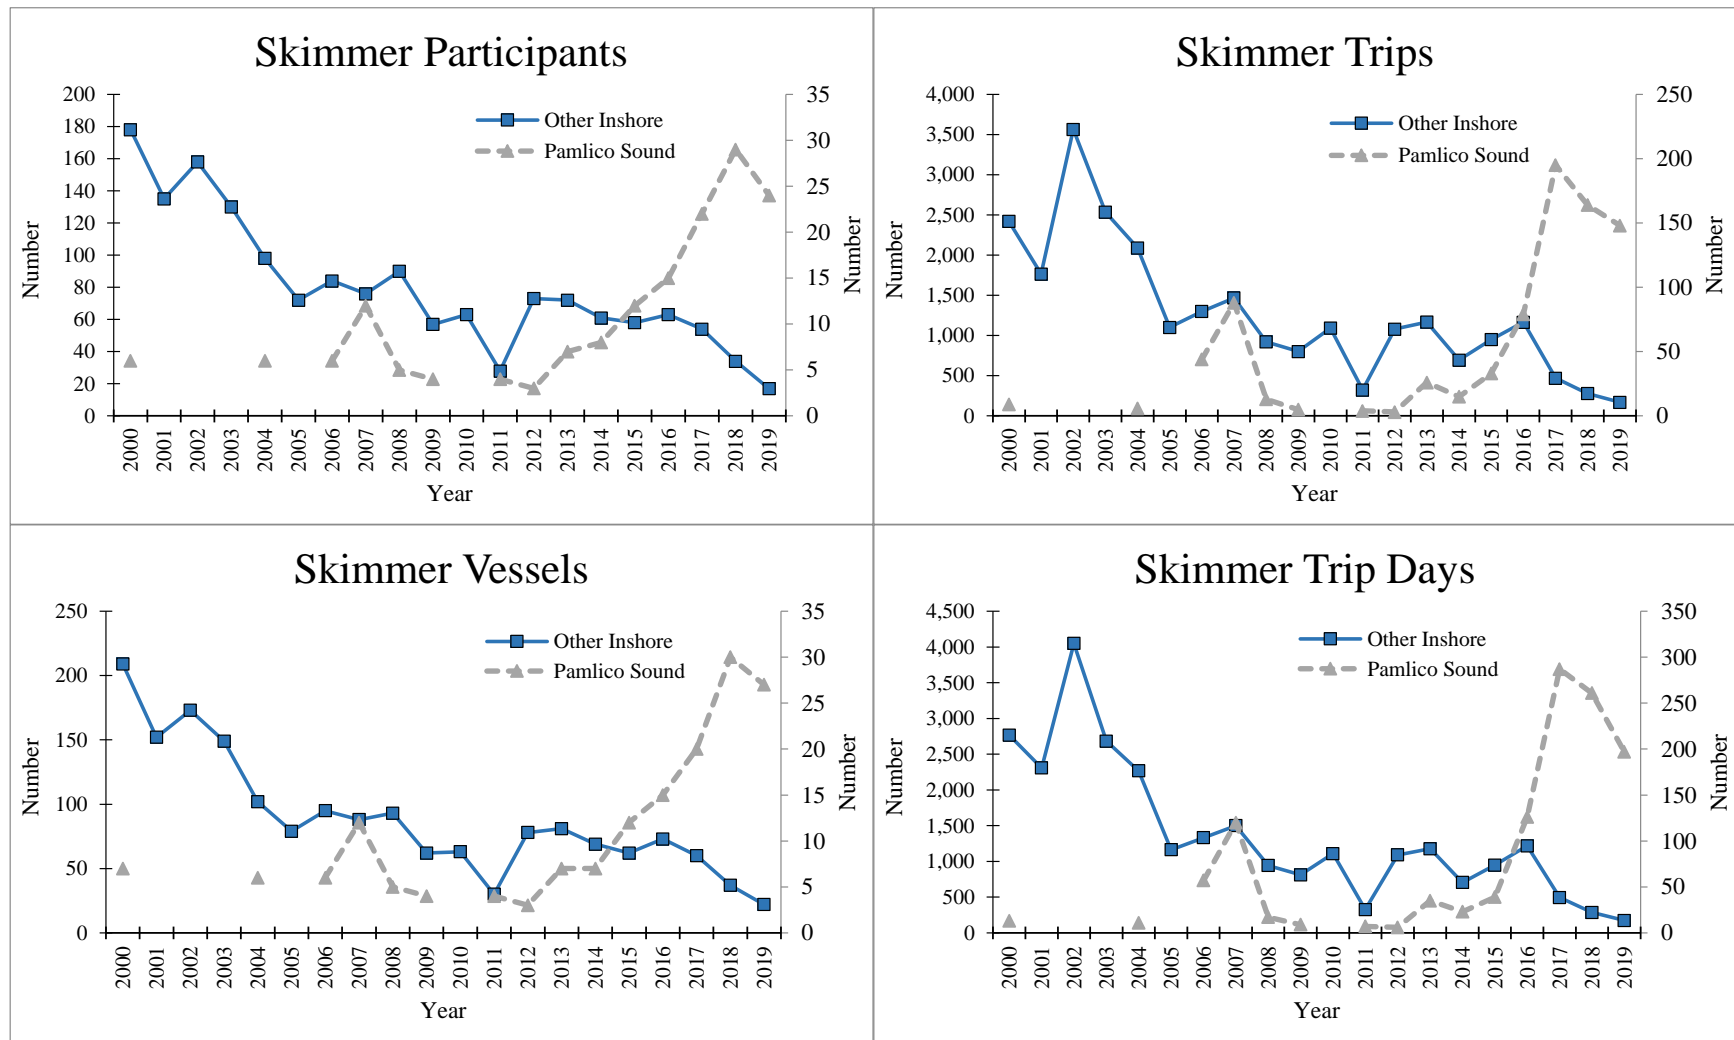 Skimmer Participants
Other Inshore
Pamlico Sound
200
180
160
140
120
100
80
60
40
20
0
Number
35
30
25
20
15
10
5
0
Number
2000 2001 2002 2003 2004 2005 2006 2007 2008 2009 2010 2011 2012 2013 2014 2015 2016 2017 2018 2019
Year
Skimmer Trips
Other Inshore
Pamlico Sound
4,000
3,500
3,000
2,500
2,000
1,500
1,000
500
0
Number
250
200
150
100
50
0
Number
2000 2001 2002 2003 2004 2005 2006 2007 2008 2009 2010 2011 2012 2013 2014 2015 2016 2017 2018 2019
Year
Skimmer Vessels
Other Inshore
Pamlico Sound
250
200
150
100
50
0
Number
35
30
25
20
15
10
5
0
Number
2000 2001 2002 2003 2004 2005 2006 2007 2008 2009 2010 2011 2012 2013 2014 2015 2016 2017 2018 2019
Year
Skimmer Trip Days
Other Inshore
Pamlico Sound
4,500
4,000
3,500
3,000
2,500
2,000
1,500
1,000
500
0
Number
350
300
250
200
150
100
50
0
Number
2000 2001 2002 2003 2004 2005 2006 2007 2008 2009 2010 2011 2012 2013 2014 2015 2016 2017 2018 2019
Year